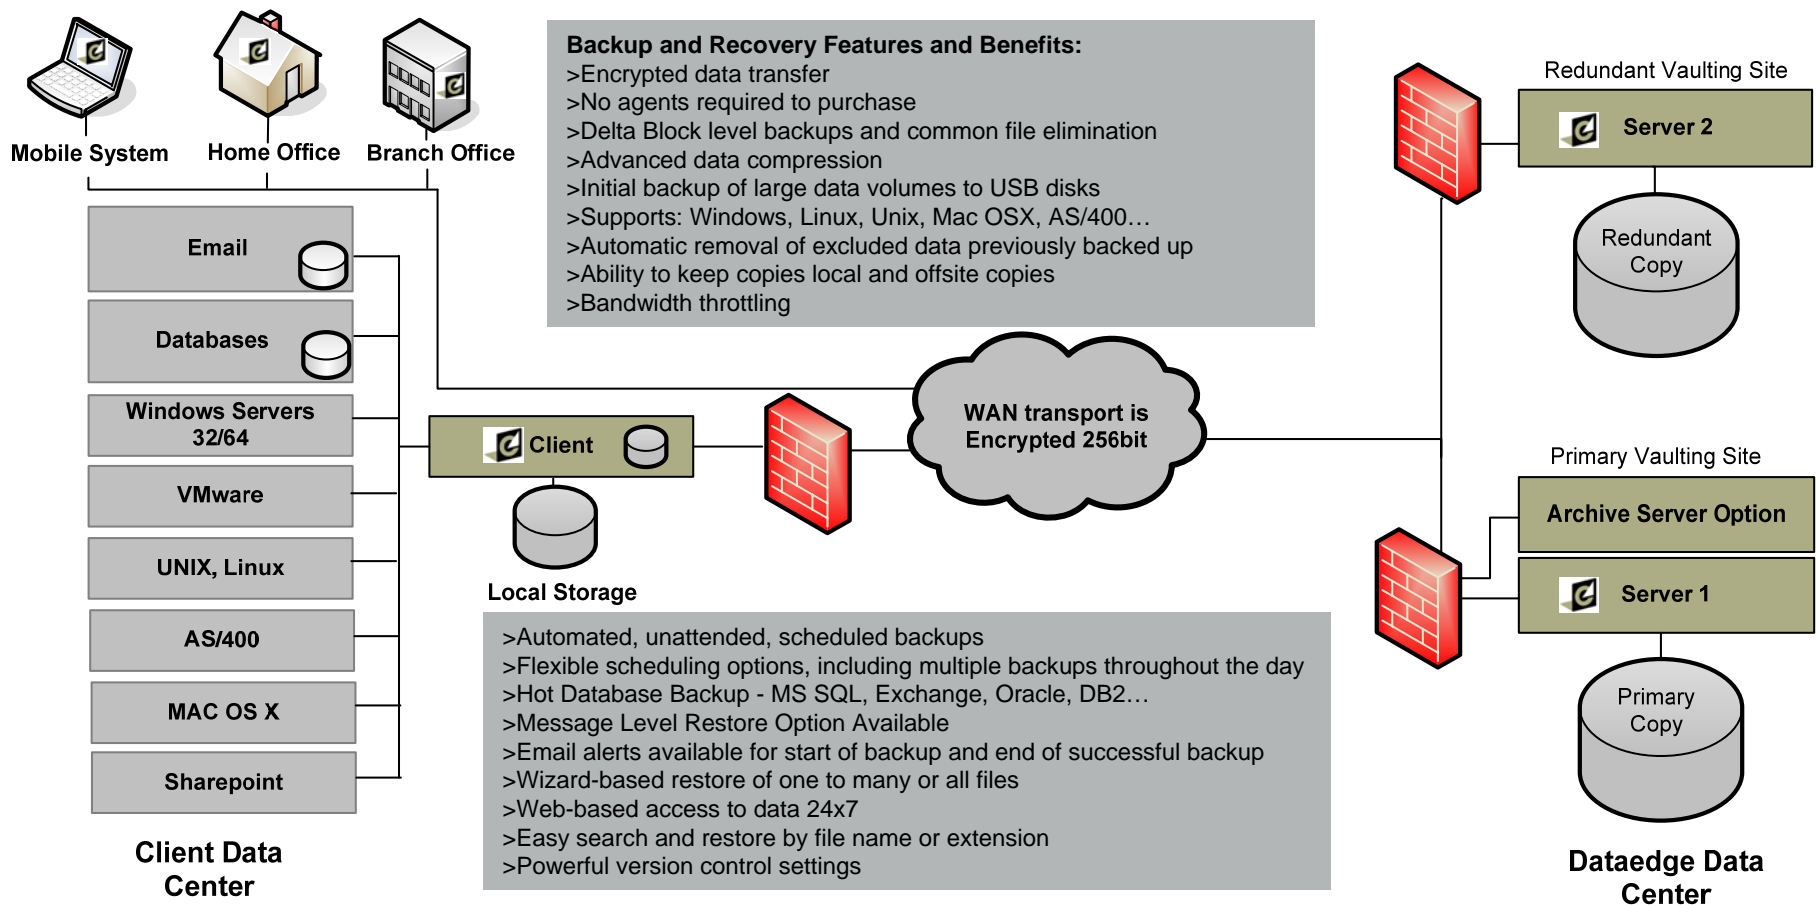 Mobile System
Home Office
Branch Office
Email
Databases
Windows Servers
32/64
VMware
UNIX, Linux
AS/400
MAC OS X
Sharepoint
Client Data
Center
Backup and Recovery Features and Benefits:
>Encrypted data transfer
>No agents required to purchase
>Delta Block level backups and common file elimination
>Advanced data compression
>Initial backup of large data volumes to USB disks
>Supports: Windows, Linux, Unix, Mac OSX, AS/400…
>Automatic removal of excluded data previously backed up
>Ability to keep copies local and offsite copies
>Bandwidth throttling
Client
Local Storage
WAN transport is
Encrypted 256bit
>Automated, unattended, scheduled backups
>Flexible scheduling options, including multiple backups throughout the day
>Hot Database Backup - MS SQL, Exchange, Oracle, DB2…
>Message Level Restore Option Available
>Email alerts available for start of backup and end of successful backup
>Wizard-based restore of one to many or all files
>Web-based access to data 24x7
>Easy search and restore by file name or extension
>Powerful version control settings
Redundant Vaulting Site
Server 2
Redundant
Copy
Primary Vaulting Site
Archive Server Option
Server 1
Primary
Copy
Dataedge Data
Center